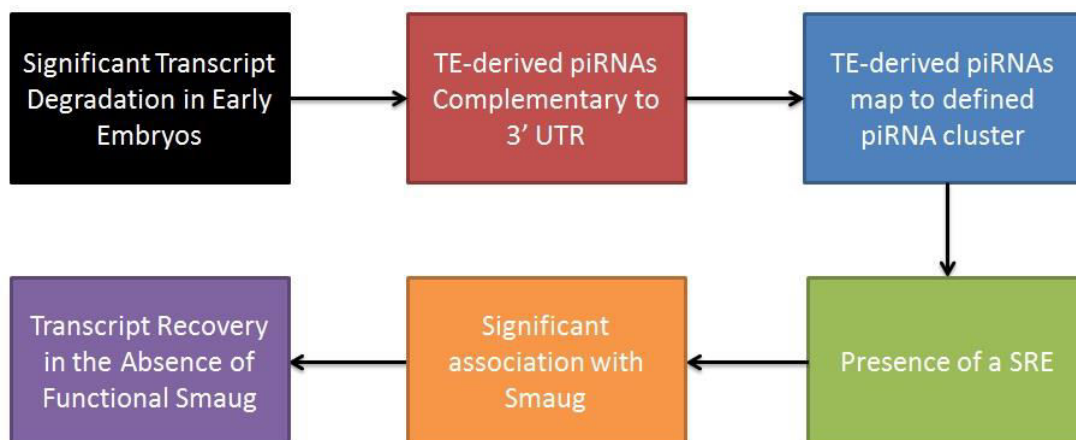 Significant Transcript
Degradation in Early
Embryos
TE-derived piRNAs
Complementary to
3’ UTR
TE-derived piRNAs
map to defined
piRNA cluster
Presence of a SRE
Significant
association with
Smaug
Transcript Recovery
in the Absence of
Functional Smaug